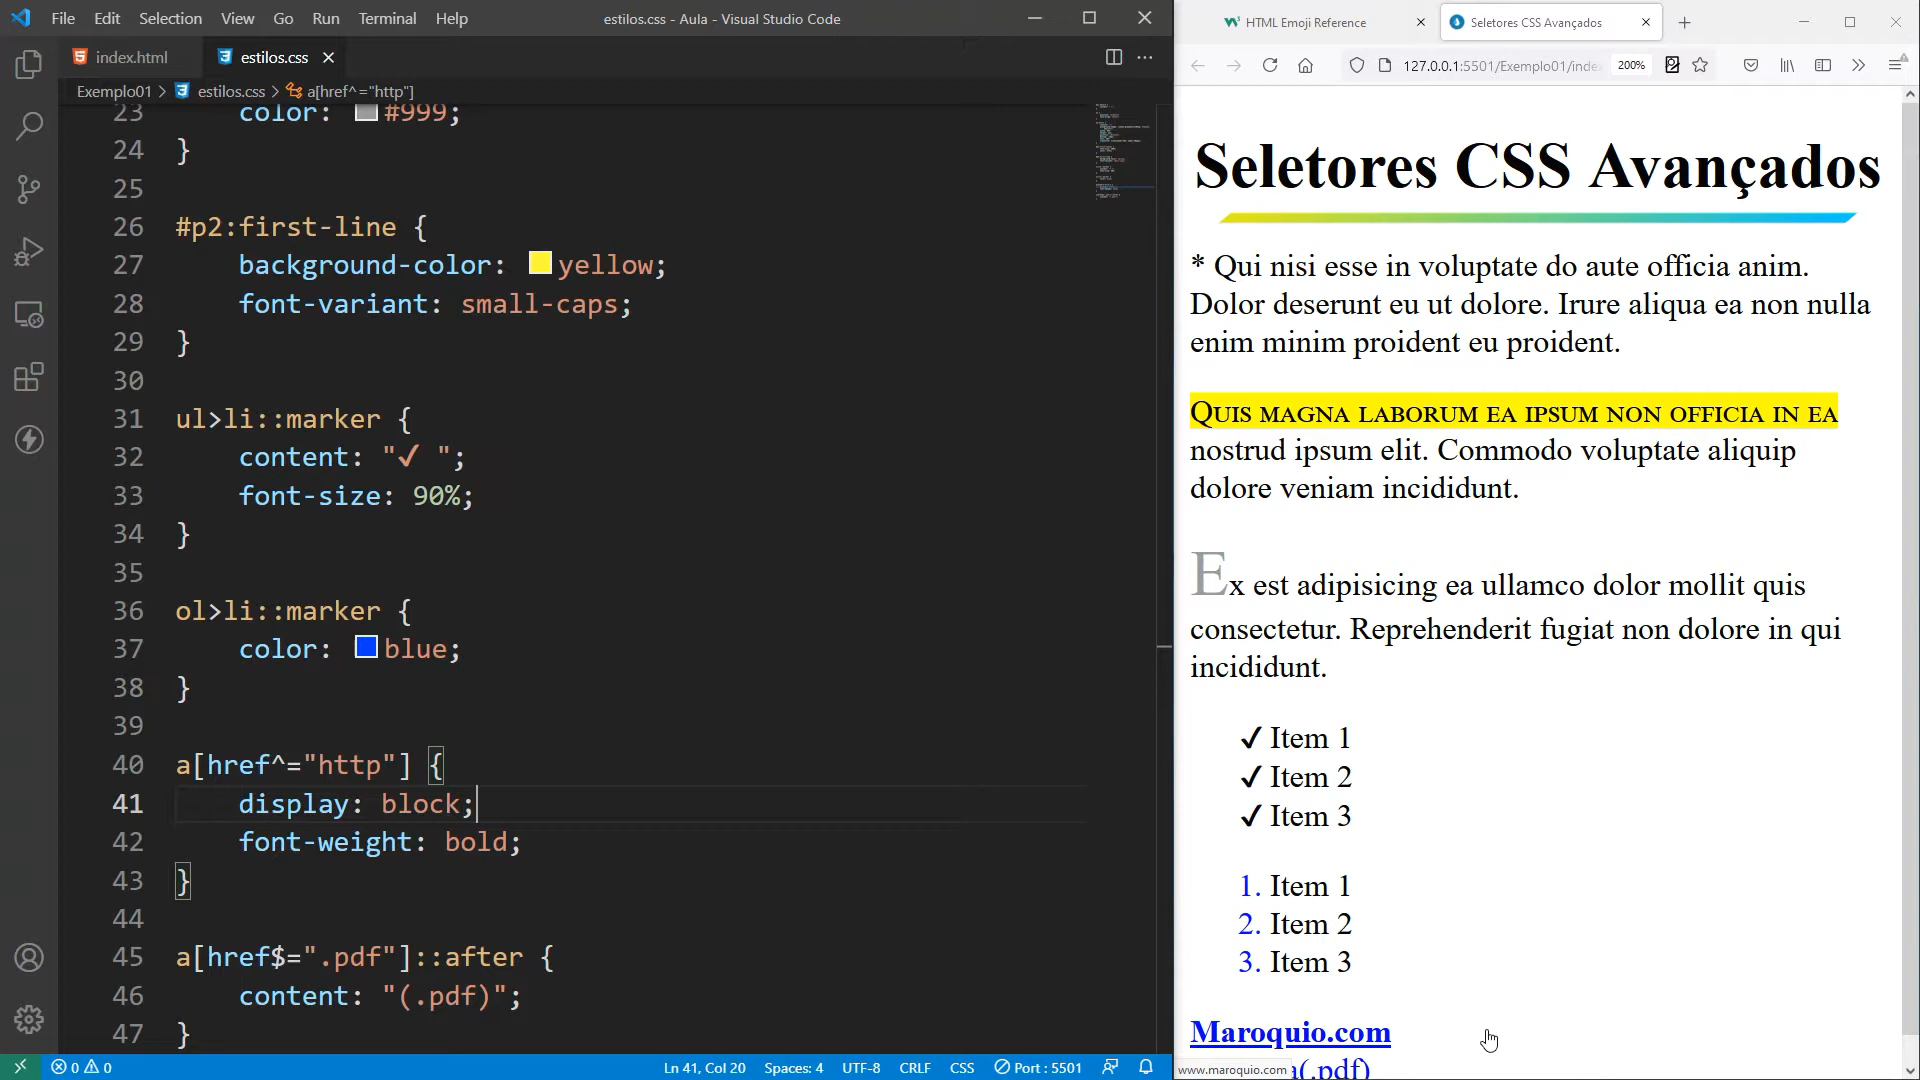 File Edit Selection View Go Run Terminal Help
estilos.css - Aula - Visual Studio Code
index.html
estilos.css
Exemplo01 > estilos.css > a[href^="http"]
23 color: #999;
24 }
25
26 #p2:first-line {
27 background-color: yellow;
28 font-variant: small-caps;
29 }
30
31 ul>li::marker {
32 content: "✔ ";
33 font-size: 90%;
34 }
35
36 ol>li::marker {
37 color: blue;
38 }
39
40 a[href^="http"] {
41 display: block;
42 font-weight: bold;
43 }
44
45 a[href$=".pdf"]::after {
46 content: "(.pdf)";
47 }
0 0
Ln 41, Col 20 Spaces: 4 UTF-8 CRLF CSS Port : 5501
HTML Emoji Reference
Seletores CSS Avançados
127.0.0.1:5501/Exemplo01/inde
200%
Seletores CSS Avançados
* Qui nisi esse in voluptate do aute officia anim.
Dolor deserunt eu ut dolore. Irure aliqua ea non nulla
enim minim proident eu proident.
Quis magna laborum ea ipsum non officia in ea
nostrud ipsum elit. Commodo voluptate aliquip
dolore veniam incididunt.
Ex est adipisicing ea ullamco dolor mollit quis
consectetur. Reprehenderit fugiat non dolore in qui
incididunt.
✔ Item 1
✔ Item 2
✔ Item 3
1. Item 1
2. Item 2
3. Item 3
Maroquio.com
a(.pdf)
www.maroquio.com